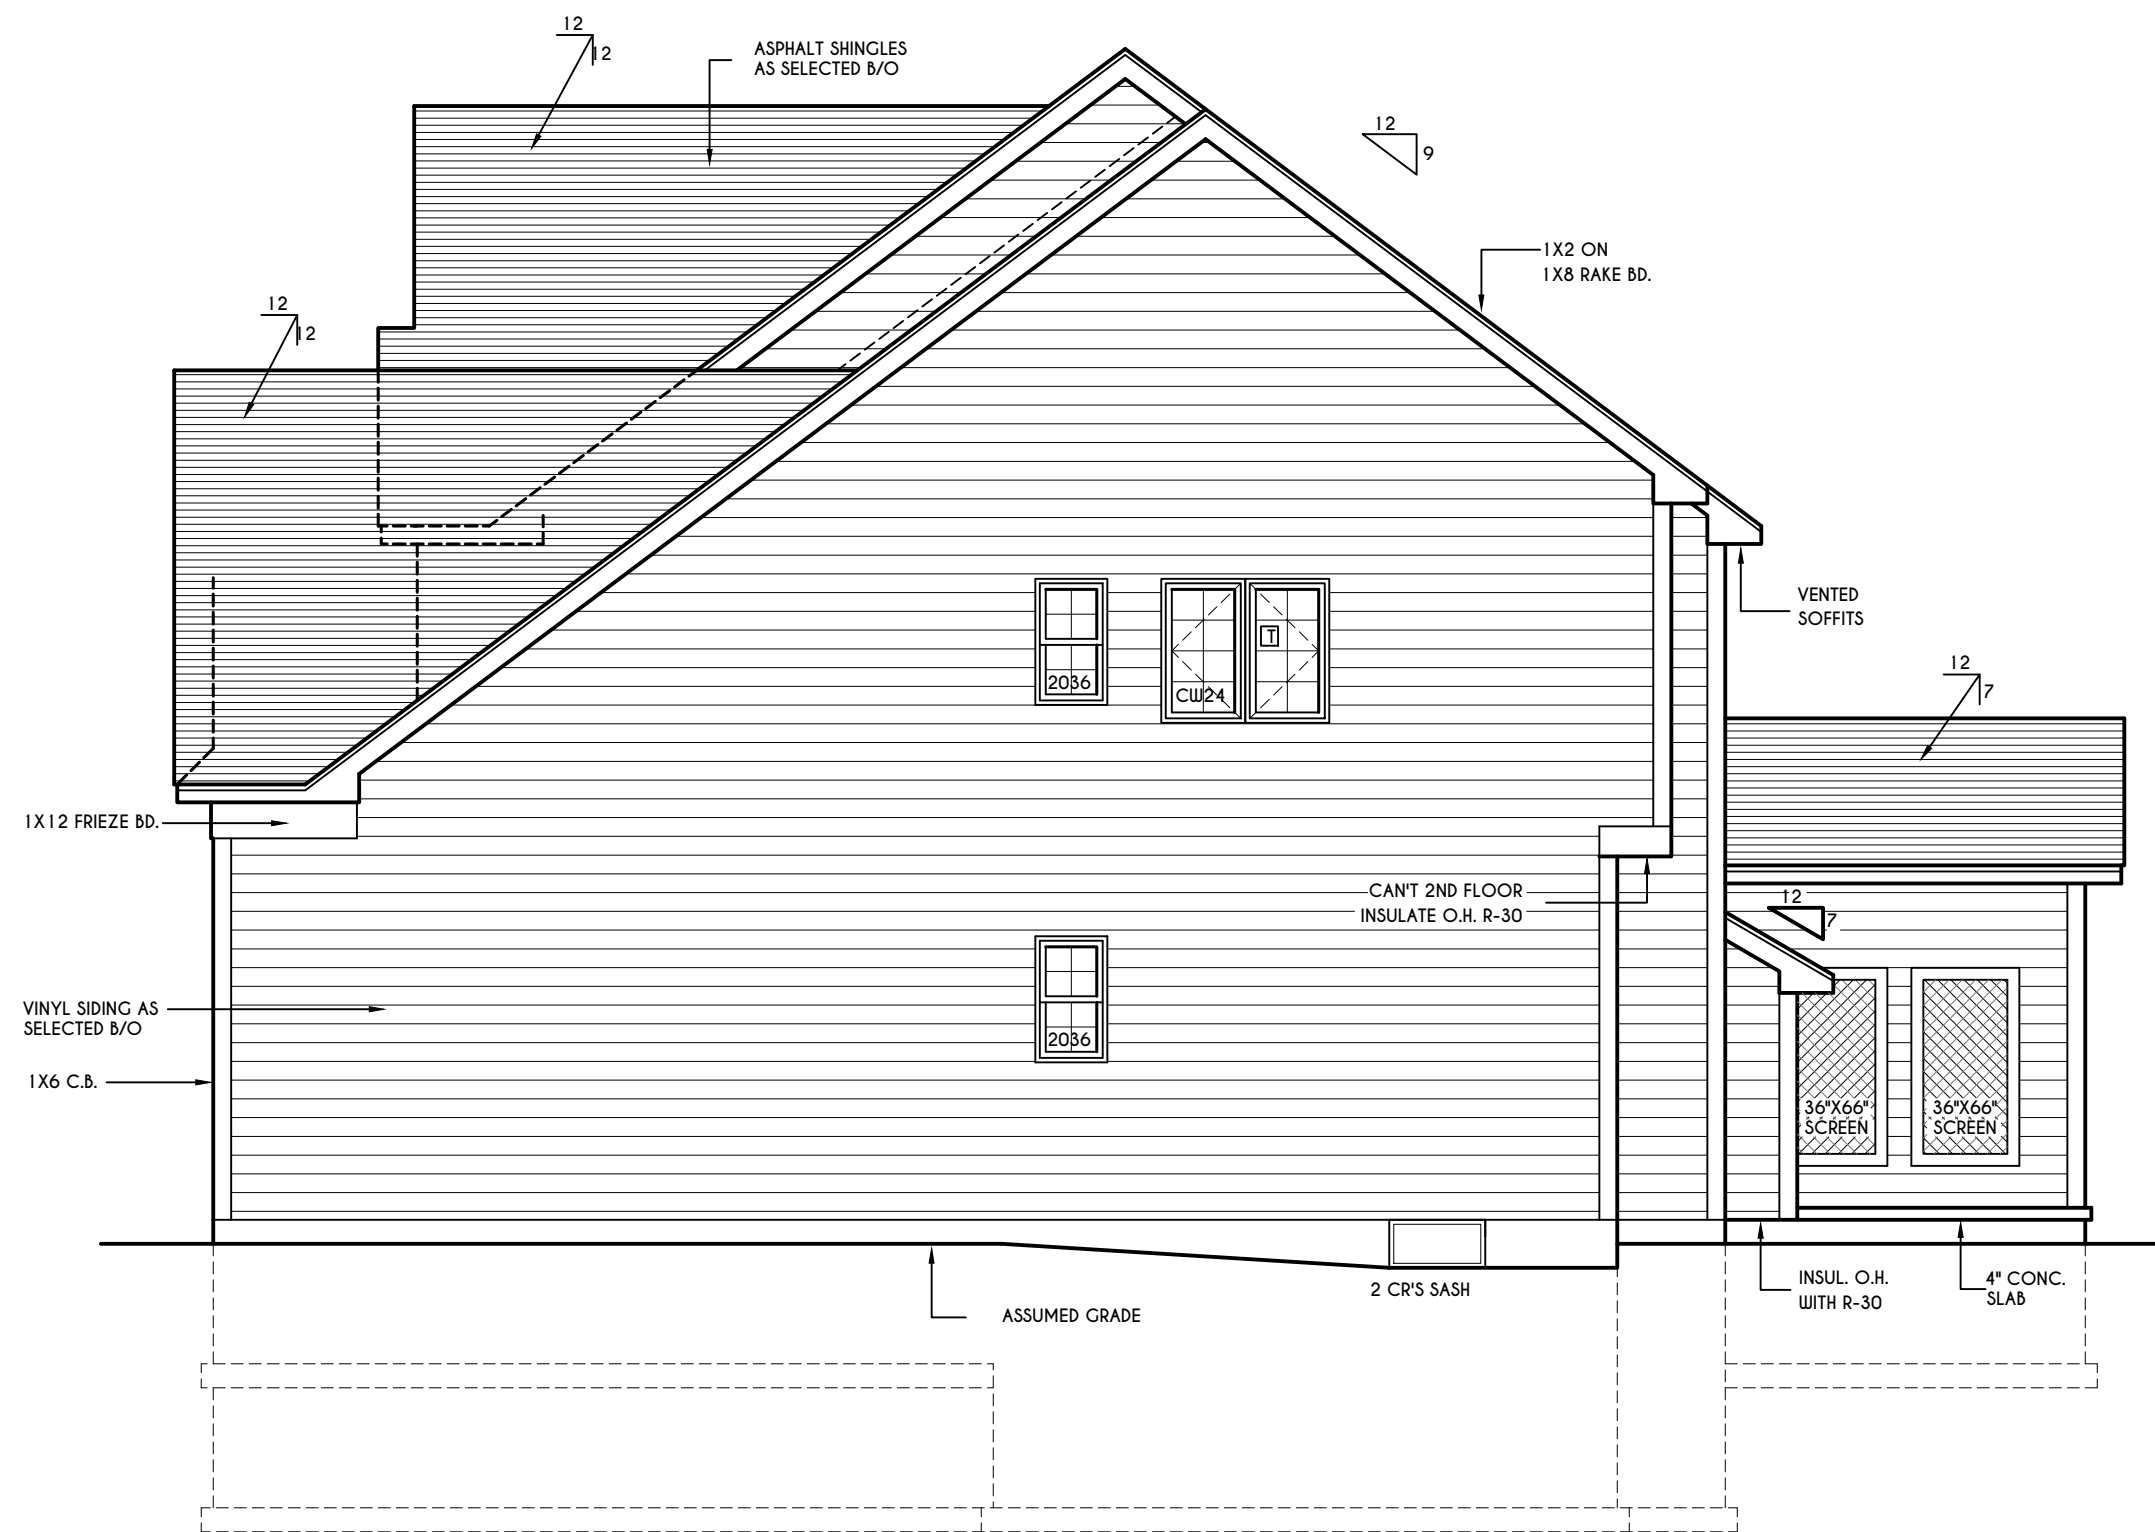 12
12
ASPHALT SHINGLES
AS SELECTED B/O
12
9
1X2 ON
1X8 RAKE BD.
12
12
VENTED
SOFFITS
T
2036
CW24
12
7
1X12 FRIEZE BD.
CAN'T 2ND FLOOR
INSULATE O.H. R-30
12
7
VINYL SIDING AS
SELECTED B/O
2036
1X6 C.B.
36"X66"
SCREEN
36"X66"
SCREEN
2 CR'S SASH
ASSUMED GRADE
INSUL. O.H.
WITH R-30
4" CONC.
SLAB